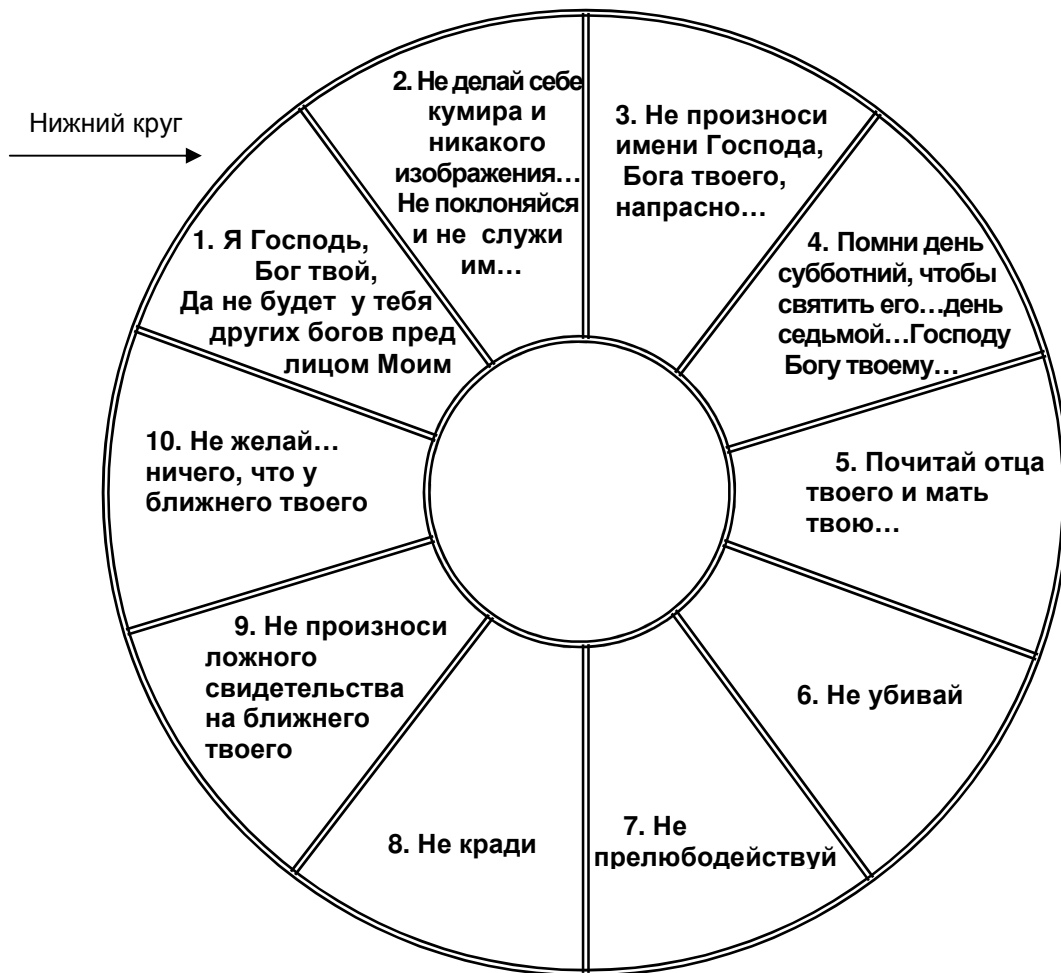 Нижний круг
1. Я Господь,
Бог твой,
Да не будет у тебя
других богов пред
лицом Моим
2. Не делай себе
кумира и
никакого
изображения…
Не поклоняйся
и не служи
им…
3. Не произноси
имени Господа,
Бога твоего,
напрасно…
4. Помни день
субботний, чтобы
святить его…день
седьмой…Господу
Богу твоему…
5. Почитай отца
твоего и мать
твою…
6. Не убивай
7. Не
прелюбодействуй
8. Не кради
9. Не произноси
ложного
свидетельства
на ближнего
твоего
10. Не желай…
ничего, что у
ближнего твоего